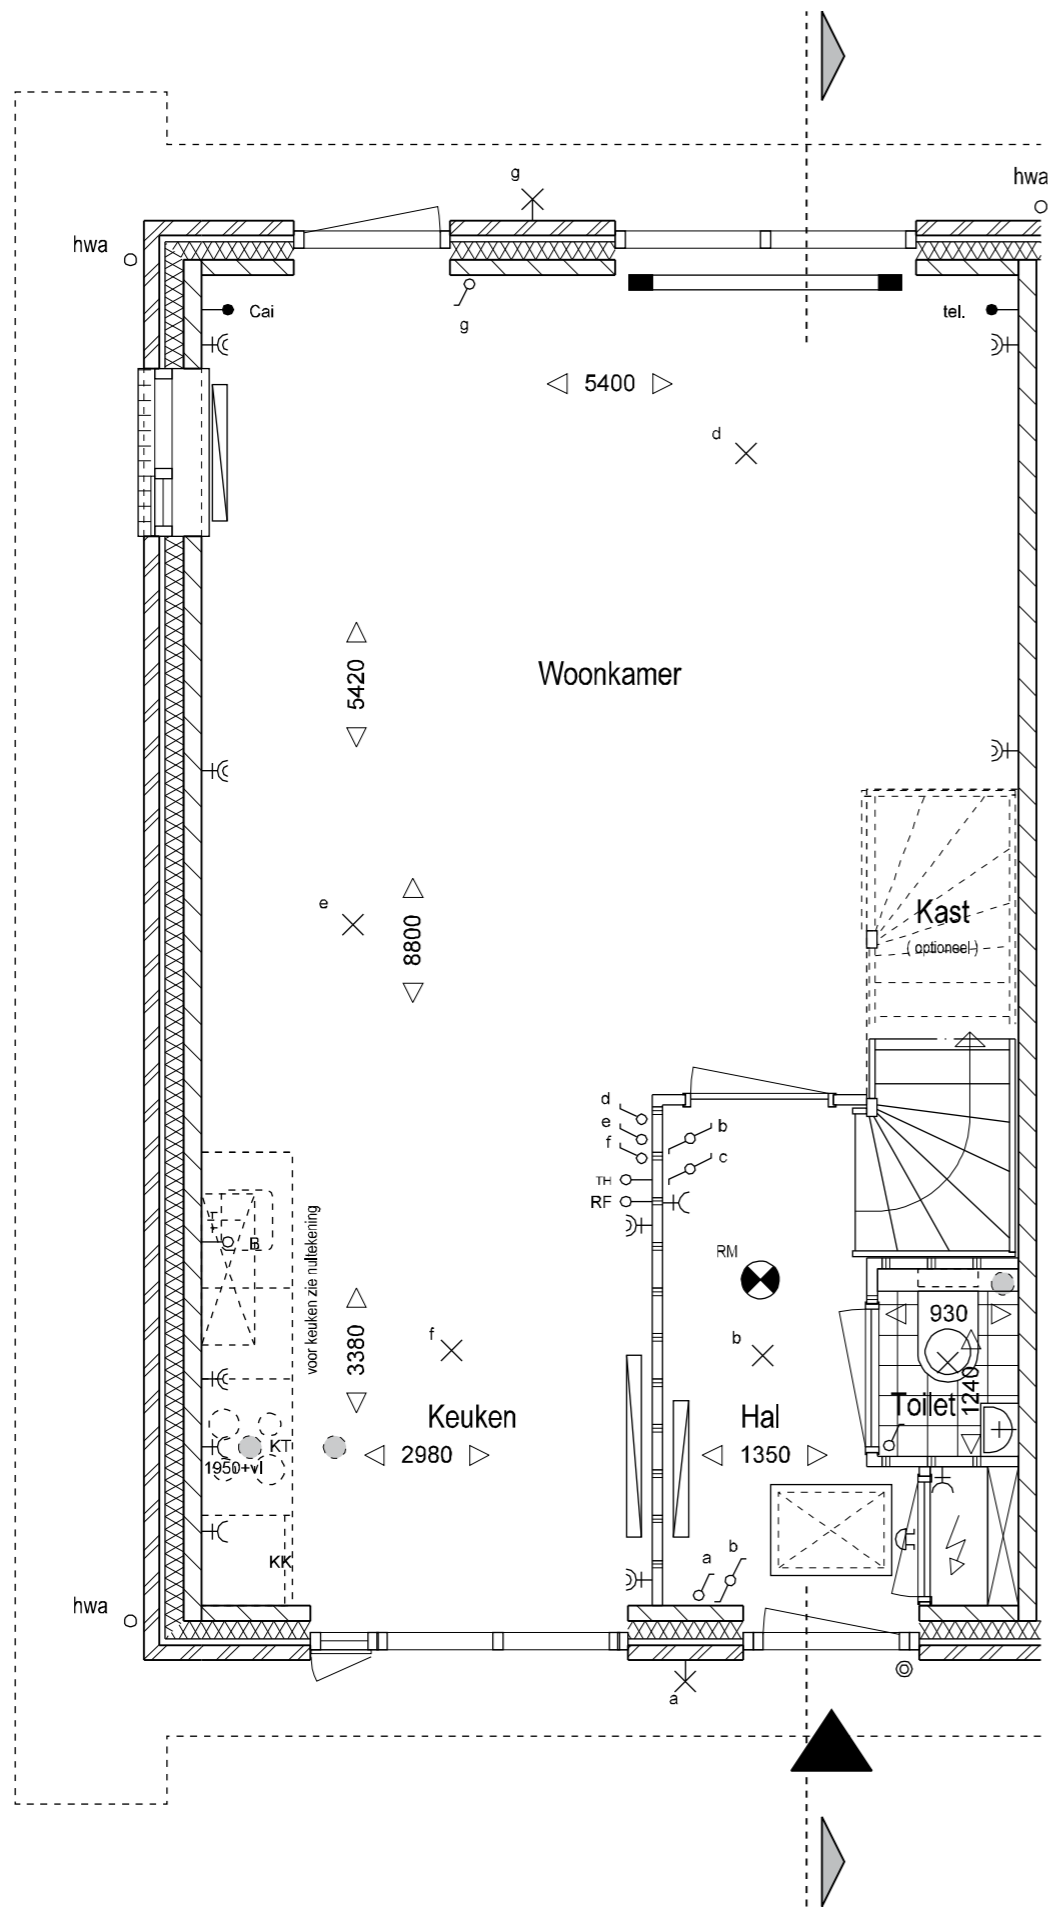 g
hwa
hwa
g
Cai
tel.
5400
d
5420
Woonkamer
e
8800
Kast
( optioneel )
d
e
f
b
c
TH
RF
B
voor keuken zie nultekening
RM
3380
f
b
930
1240
Keuken
Hal
Toilet
KT
2980
1350
1950+vl
KK
a
b
hwa
a